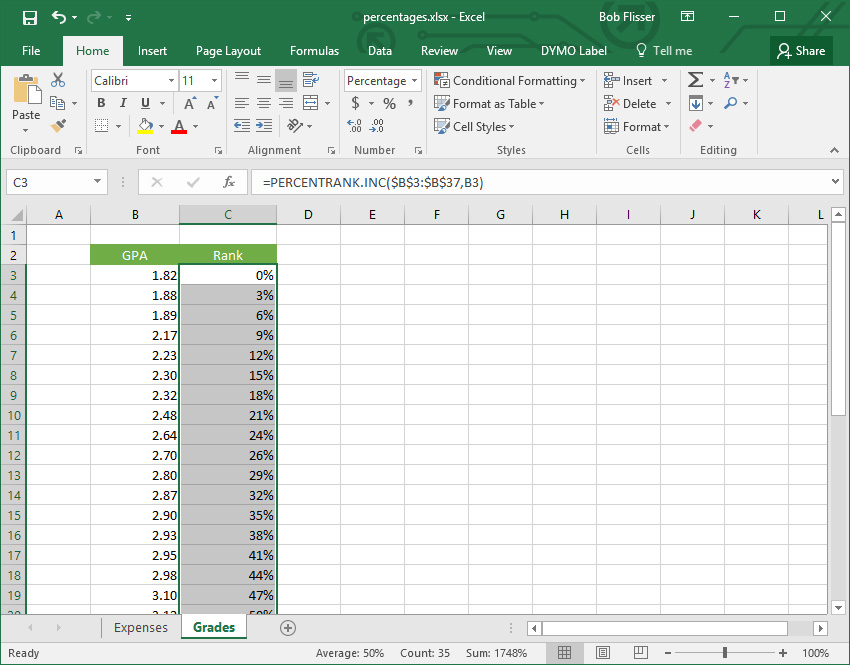 percentages.xlsx - Excel Bob Flisser
File Home Insert Page Layout Formulas Data Review View DYMO Label Tell me Share
Calibri 11 Percentage Conditional Formatting Insert
Paste B I U A A $ % , Format as Table Delete
A Cell Styles Format
Clipboard Font Alignment Number Styles Cells Editing
C3 fx =PERCENTRANK.INC($B$3:$B$37,B3)
A B C D E F G H I J K L
1
2 GPA Rank
3 1.82 0%
4 1.88 3%
5 1.89 6%
6 2.17 9%
7 2.23 12%
8 2.30 15%
9 2.32 18%
10 2.48 21%
11 2.64 24%
12 2.70 26%
13 2.80 29%
14 2.87 32%
15 2.90 35%
16 2.93 38%
17 2.95 41%
18 2.98 44%
19 3.10 47%
Expenses Grades
Ready Average: 50% Count: 35 Sum: 1748% 100%